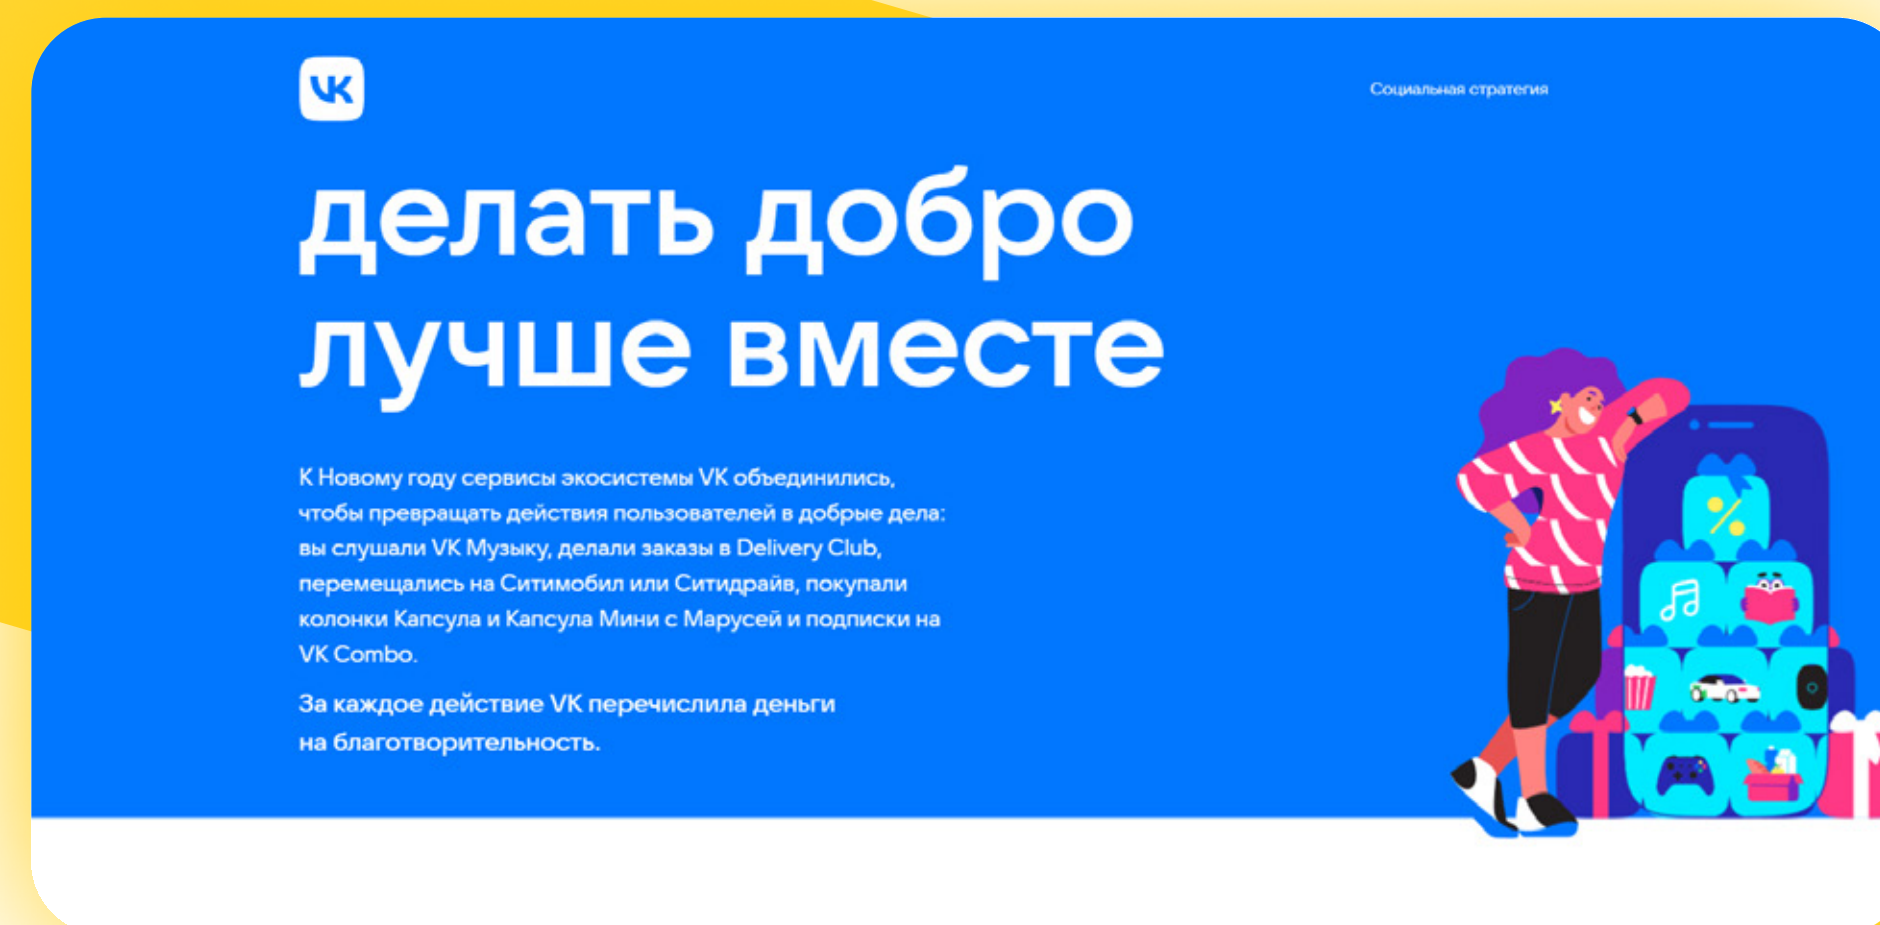 VK
Социальная стратегия
делать добро
лучше вместе
К Новому году сервисы экосистемы VK объединились,
чтобы превращать действия пользователей в добрые дела:
вы слушали VK Музыку, делали заказы в Delivery Club,
перемещались на Ситимобил или Ситидрайв, покупали
колонки Капсула и Капсула Мини с Марусей и подписки на
VK Combo.
За каждое действие VK перечислила деньги
на благотворительность.
%